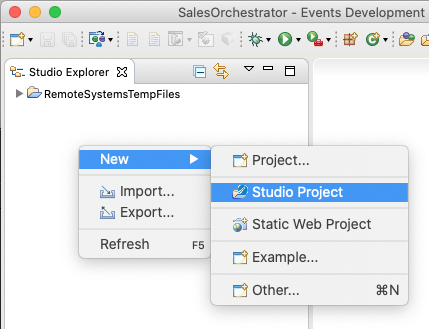 SalesOrchestrator - Events Development
Studio Explorer
RemoteSystemsTempFiles
New
Import...
Export...
Refresh F5
Project...
Studio Project
Static Web Project
Example...
Other... ⌘N